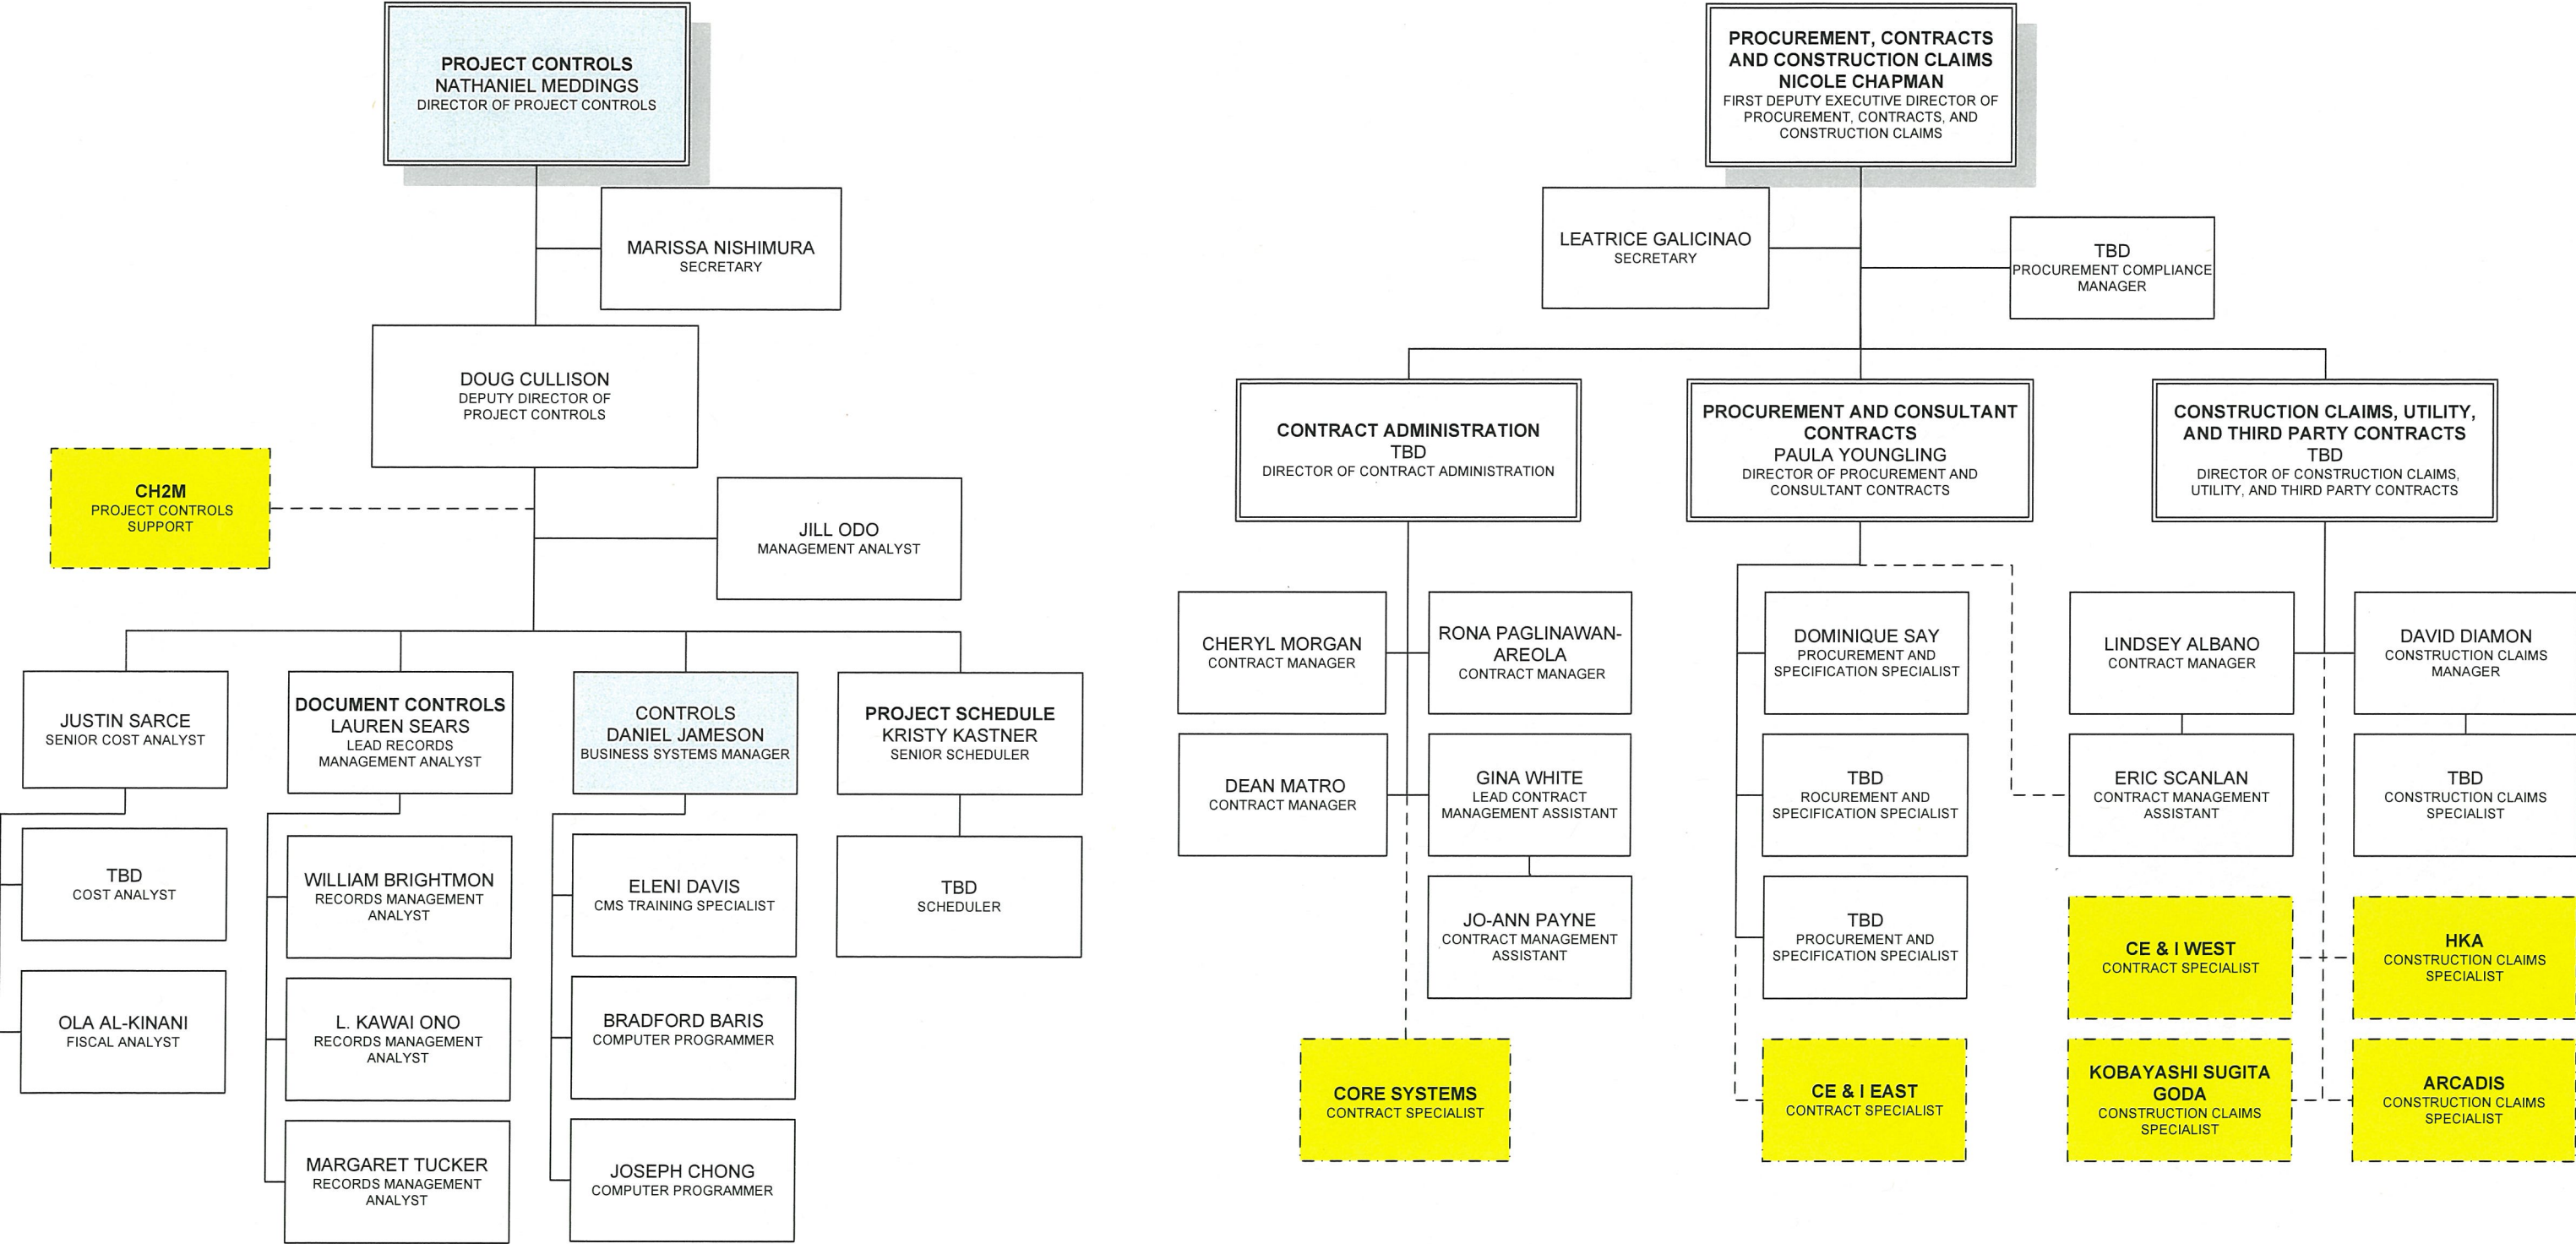 PROJECT CONTROLS
NATHANIEL MEDDINGS
DIRECTOR OF PROJECT CONTROLS
MARISSA NISHIMURA
SECRETARY
DOUG CULLISON
DEPUTY DIRECTOR OF
PROJECT CONTROLS
CH2M
PROJECT CONTROLS
SUPPORT
JILL ODO
MANAGEMENT ANALYST
JUSTIN SARCE
SENIOR COST ANALYST
TBD
COST ANALYST
OLA AL-KINANI
FISCAL ANALYST
DOCUMENT CONTROLS
LAUREN SEARS
LEAD RECORDS
MANAGEMENT ANALYST
WILLIAM BRIGHTMON
RECORDS MANAGEMENT
ANALYST
L. KAWAI ONO
RECORDS MANAGEMENT
ANALYST
MARGARET TUCKER
RECORDS MANAGEMENT
ANALYST
CONTROLS
DANIEL JAMESON
BUSINESS SYSTEMS MANAGER
ELENI DAVIS
CMS TRAINING SPECIALIST
BRADFORD BARIS
COMPUTER PROGRAMMER
JOSEPH CHONG
COMPUTER PROGRAMMER
PROJECT SCHEDULE
KRISTY KASTNER
SENIOR SCHEDULER
TBD
SCHEDULER
PROCUREMENT, CONTRACTS
AND CONSTRUCTION CLAIMS
NICOLE CHAPMAN
FIRST DEPUTY EXECUTIVE DIRECTOR OF
PROCUREMENT, CONTRACTS, AND
CONSTRUCTION CLAIMS
LEATRICE GALICINAO
SECRETARY
TBD
PROCUREMENT COMPLIANCE
MANAGER
CONTRACT ADMINISTRATION
TBD
DIRECTOR OF CONTRACT ADMINISTRATION
CHERYL MORGAN
CONTRACT MANAGER
RONA PAGLINAWAN-
AREOLA
CONTRACT MANAGER
DEAN MATRO
CONTRACT MANAGER
GINA WHITE
LEAD CONTRACT
MANAGEMENT ASSISTANT
JO-ANN PAYNE
CONTRACT MANAGEMENT
ASSISTANT
CORE SYSTEMS
CONTRACT SPECIALIST
PROCUREMENT AND CONSULTANT
CONTRACTS
PAULA YOUNGLING
DIRECTOR OF PROCUREMENT AND
CONSULTANT CONTRACTS
DOMINIQUE SAY
PROCUREMENT AND
SPECIFICATION SPECIALIST
TBD
ROCUREMENT AND
SPECIFICATION SPECIALIST
TBD
PROCUREMENT AND
SPECIFICATION SPECIALIST
CE & I EAST
CONTRACT SPECIALIST
CONSTRUCTION CLAIMS, UTILITY,
AND THIRD PARTY CONTRACTS
TBD
DIRECTOR OF CONSTRUCTION CLAIMS,
UTILITY, AND THIRD PARTY CONTRACTS
LINDSEY ALBANO
CONTRACT MANAGER
DAVID DIAMON
CONSTRUCTION CLAIMS
MANAGER
ERIC SCANLAN
CONTRACT MANAGEMENT
ASSISTANT
TBD
CONSTRUCTION CLAIMS
SPECIALIST
CE & I WEST
CONTRACT SPECIALIST
HKA
CONSTRUCTION CLAIMS
SPECIALIST
KOBAYASHI SUGITA
GODA
CONSTRUCTION CLAIMS
SPECIALIST
ARCADIS
CONSTRUCTION CLAIMS
SPECIALIST